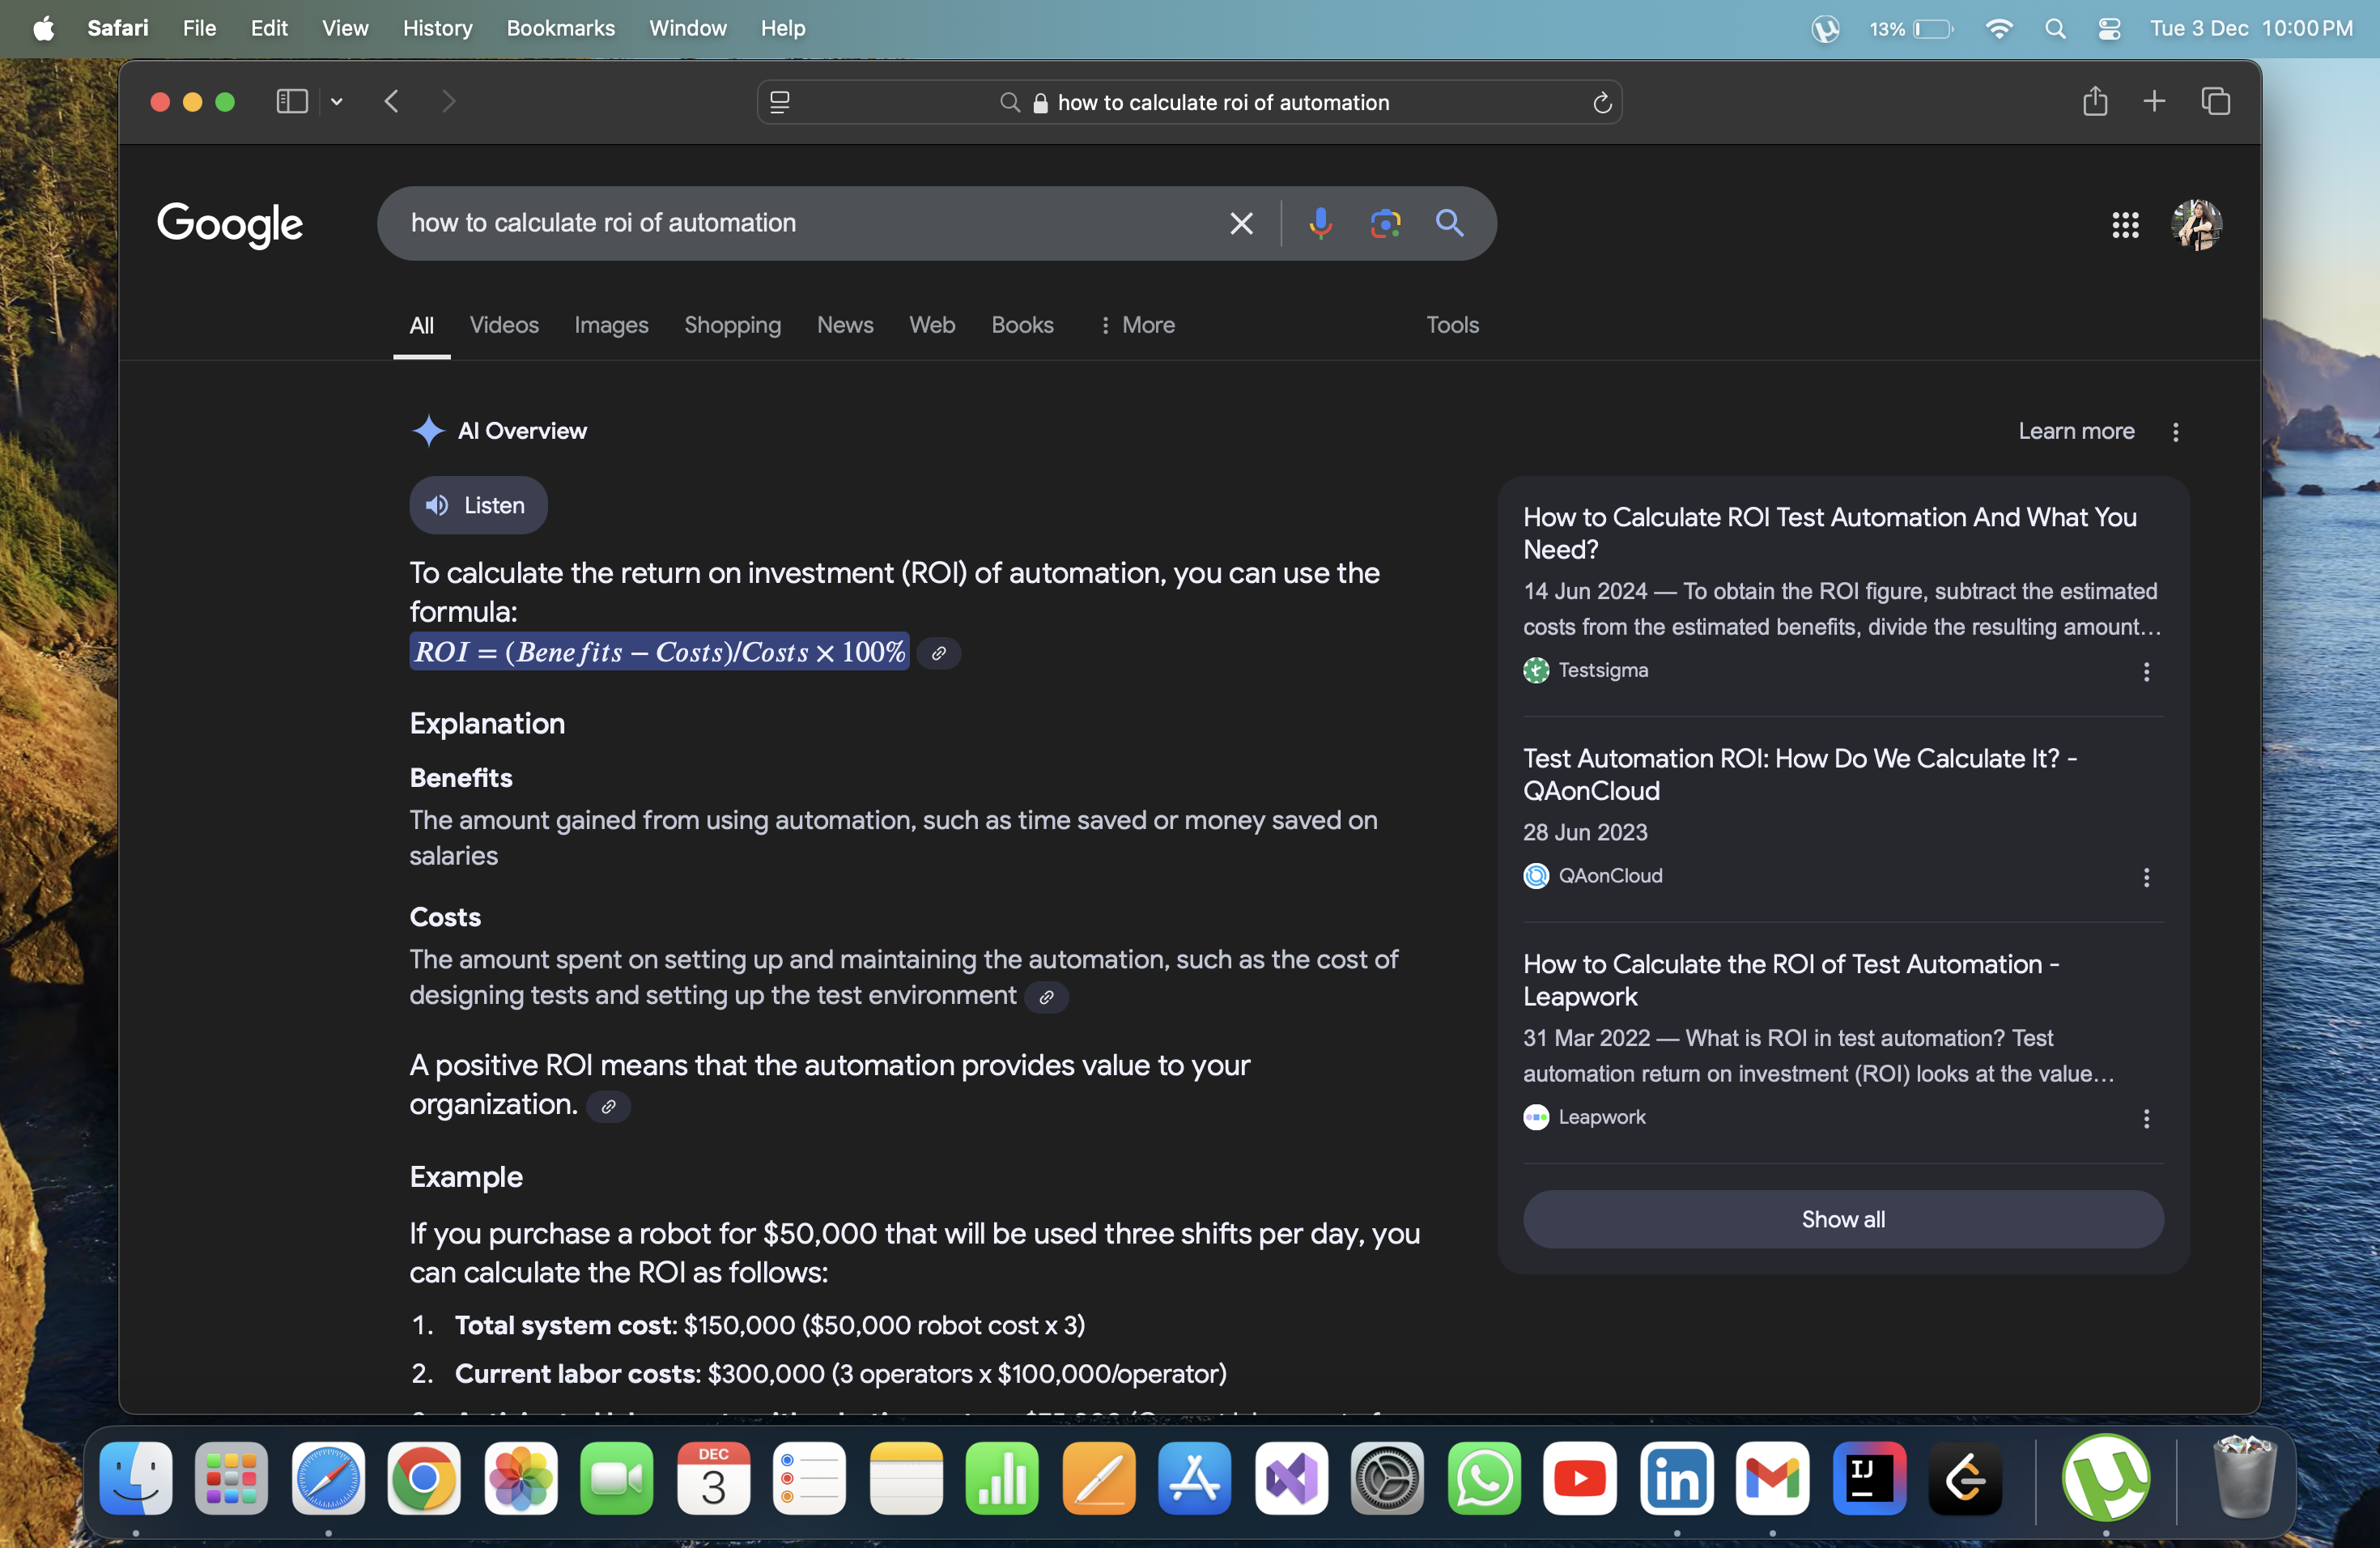 Safari File Edit View History Bookmarks Window Help 13% Tue 3 Dec 10:00 PM
how to calculate roi of automation
Google
how to calculate roi of automation
All Videos Images Shopping News Web Books More Tools
AI Overview
Learn more
Listen
To calculate the return on investment (ROI) of automation, you can use the
formula:
ROI = (Benefits − Costs)/Costs × 100%
Explanation
Benefits
The amount gained from using automation, such as time saved or money saved on
salaries
Costs
The amount spent on setting up and maintaining the automation, such as the cost of
designing tests and setting up the test environment
A positive ROI means that the automation provides value to your
organization.
Example
If you purchase a robot for $50,000 that will be used three shifts per day, you
can calculate the ROI as follows:
1. Total system cost: $150,000 ($50,000 robot cost x 3)
2. Current labor costs: $300,000 (3 operators x $100,000/operator)
How to Calculate ROI Test Automation And What You
Need?
14 Jun 2024 — To obtain the ROI figure, subtract the estimated
costs from the estimated benefits, divide the resulting amount...
Testsigma
Test Automation ROI: How Do We Calculate It? -
QAonCloud
28 Jun 2023
QAonCloud
How to Calculate the ROI of Test Automation -
Leapwork
31 Mar 2022 — What is ROI in test automation? Test
automation return on investment (ROI) looks at the value...
Leapwork
Show all
DEC
3
in
IJ